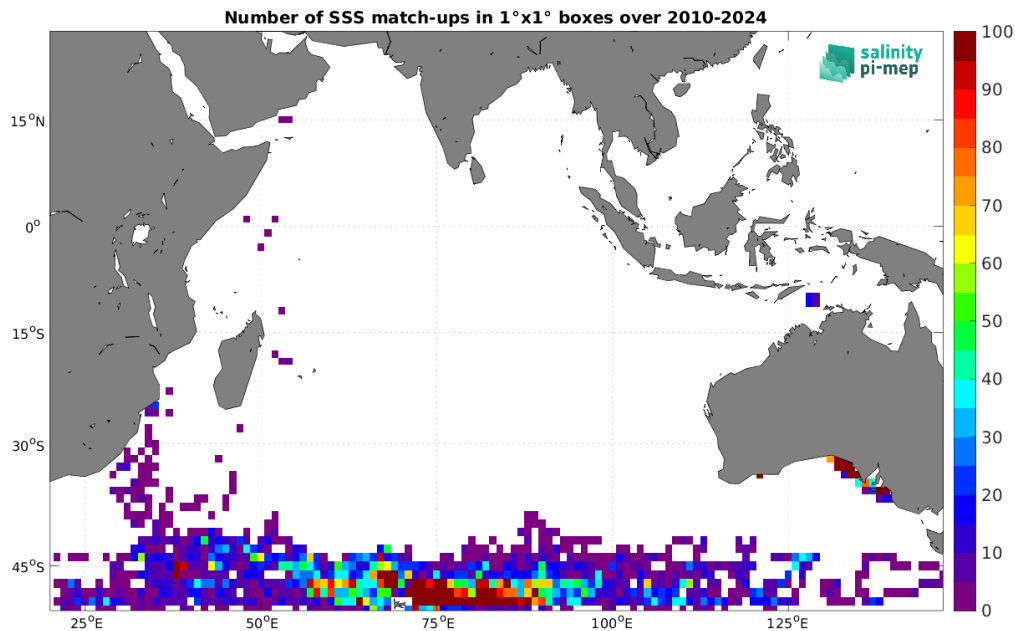 Number of SSS match-ups in 1°x1° boxes over 2010-2024
salinity
pi-mep
15°N
0°
15°S
30°S
45°S
25°E
50°E
75°E
100°E
125°E
100
90
80
70
60
50
40
30
20
10
0